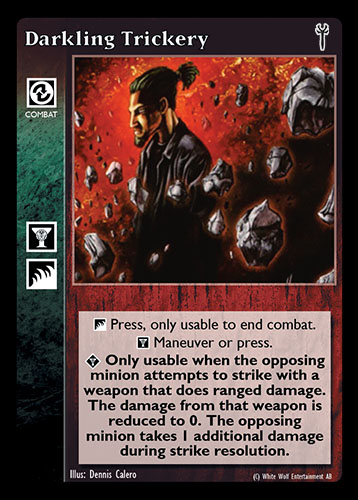 Darkling Trickery
COMBAT
Press, only usable to end combat.
Maneuver or press.
Only usable when the opposing
minion attempts to strike with a
weapon that does ranged damage.
The damage from that weapon is
reduced to 0. The opposing
minion takes 1 additional damage
during strike resolution.
Illus: Dennis Calero
(C) White Wolf Entertainment AB